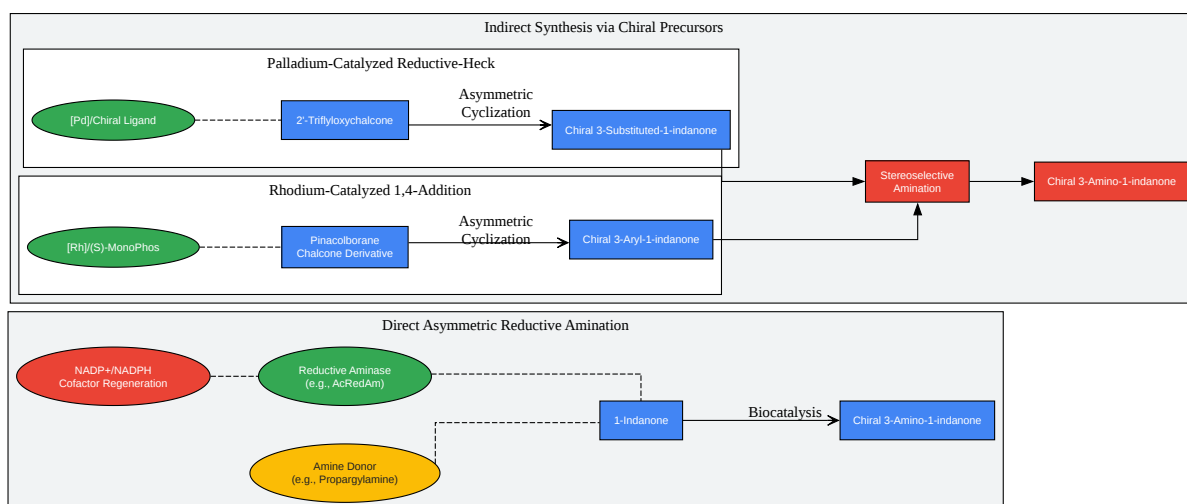 Indirect Synthesis via Chiral Precursors
Palladium-Catalyzed Reductive-Heck
[Pd]/Chiral Ligand
2'-Triflyloxychalcone
Asymmetric
Cyclization
Chiral 3-Substituted-1-indanone
Stereoselective
Amination
Chiral 3-Amino-1-indanone
Rhodium-Catalyzed 1,4-Addition
[Rh]/(S)-MonoPhos
Pinacolborane
Chalcone Derivative
Asymmetric
Cyclization
Chiral 3-Aryl-1-indanone
Direct Asymmetric Reductive Amination
NADP+/NADPH
Cofactor Regeneration
Reductive Aminase
(e.g., AcRedAm)
Amine Donor
(e.g., Propargylamine)
1-Indanone
Biocatalysis
Chiral 3-Amino-1-indanone